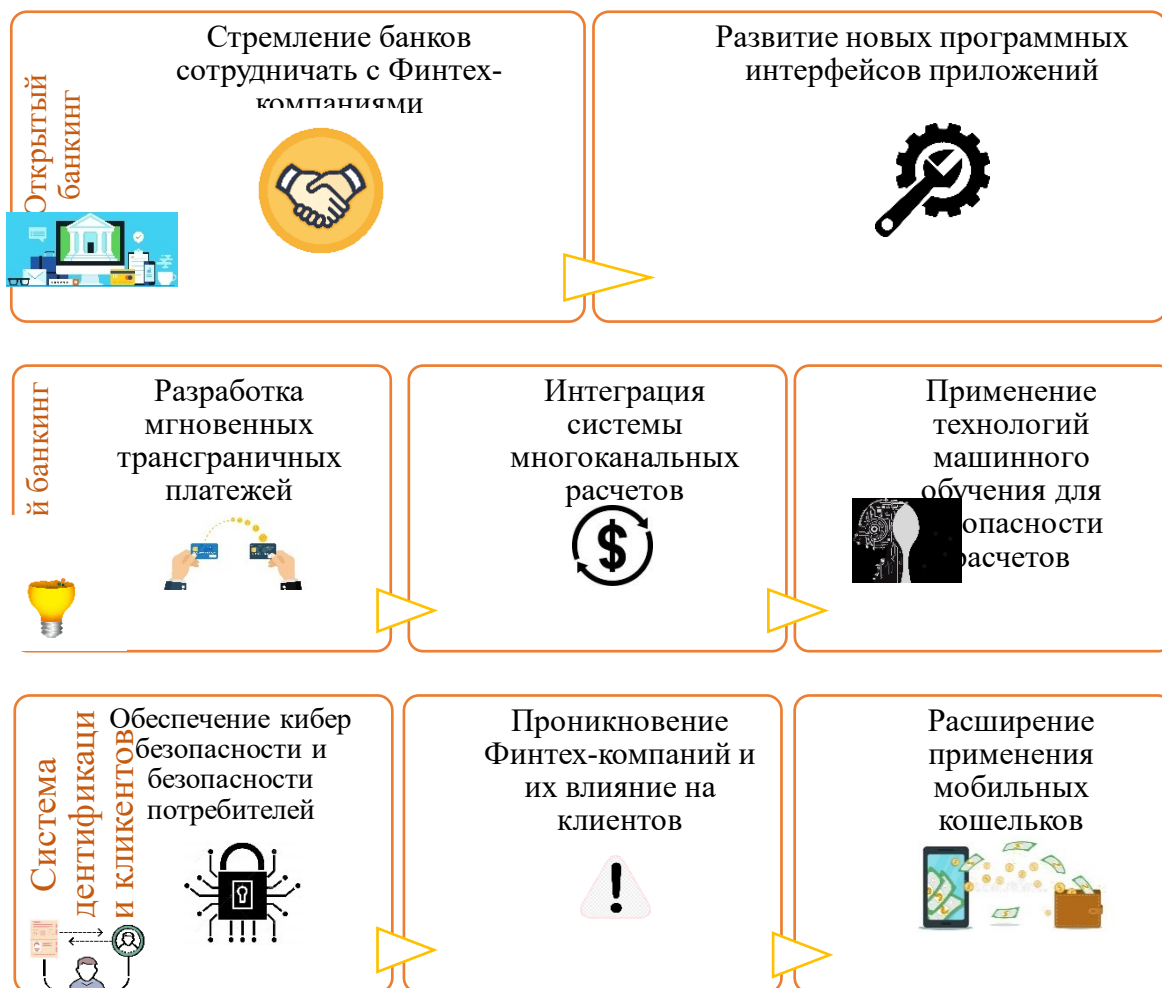 Открытый
банкинг
Стремление банков
сотрудничать с Финтех-
компаниями
Развитие новых программных
интерфейсов приложений
й банкинг
Разработка
мгновенных
трансграничных
платежей
Интеграция
системы
многоканальных
расчетов
Применение
технологий
машинного
обучения для
опасности
расчетов
Система
дентификаци
и кликентов
Обеспечение кибер
безопасности и
безопасности
потребителей
Проникновение
Финтех-компаний и
их влияние на
клиентов
Расширение
применения
мобильных
кошельков